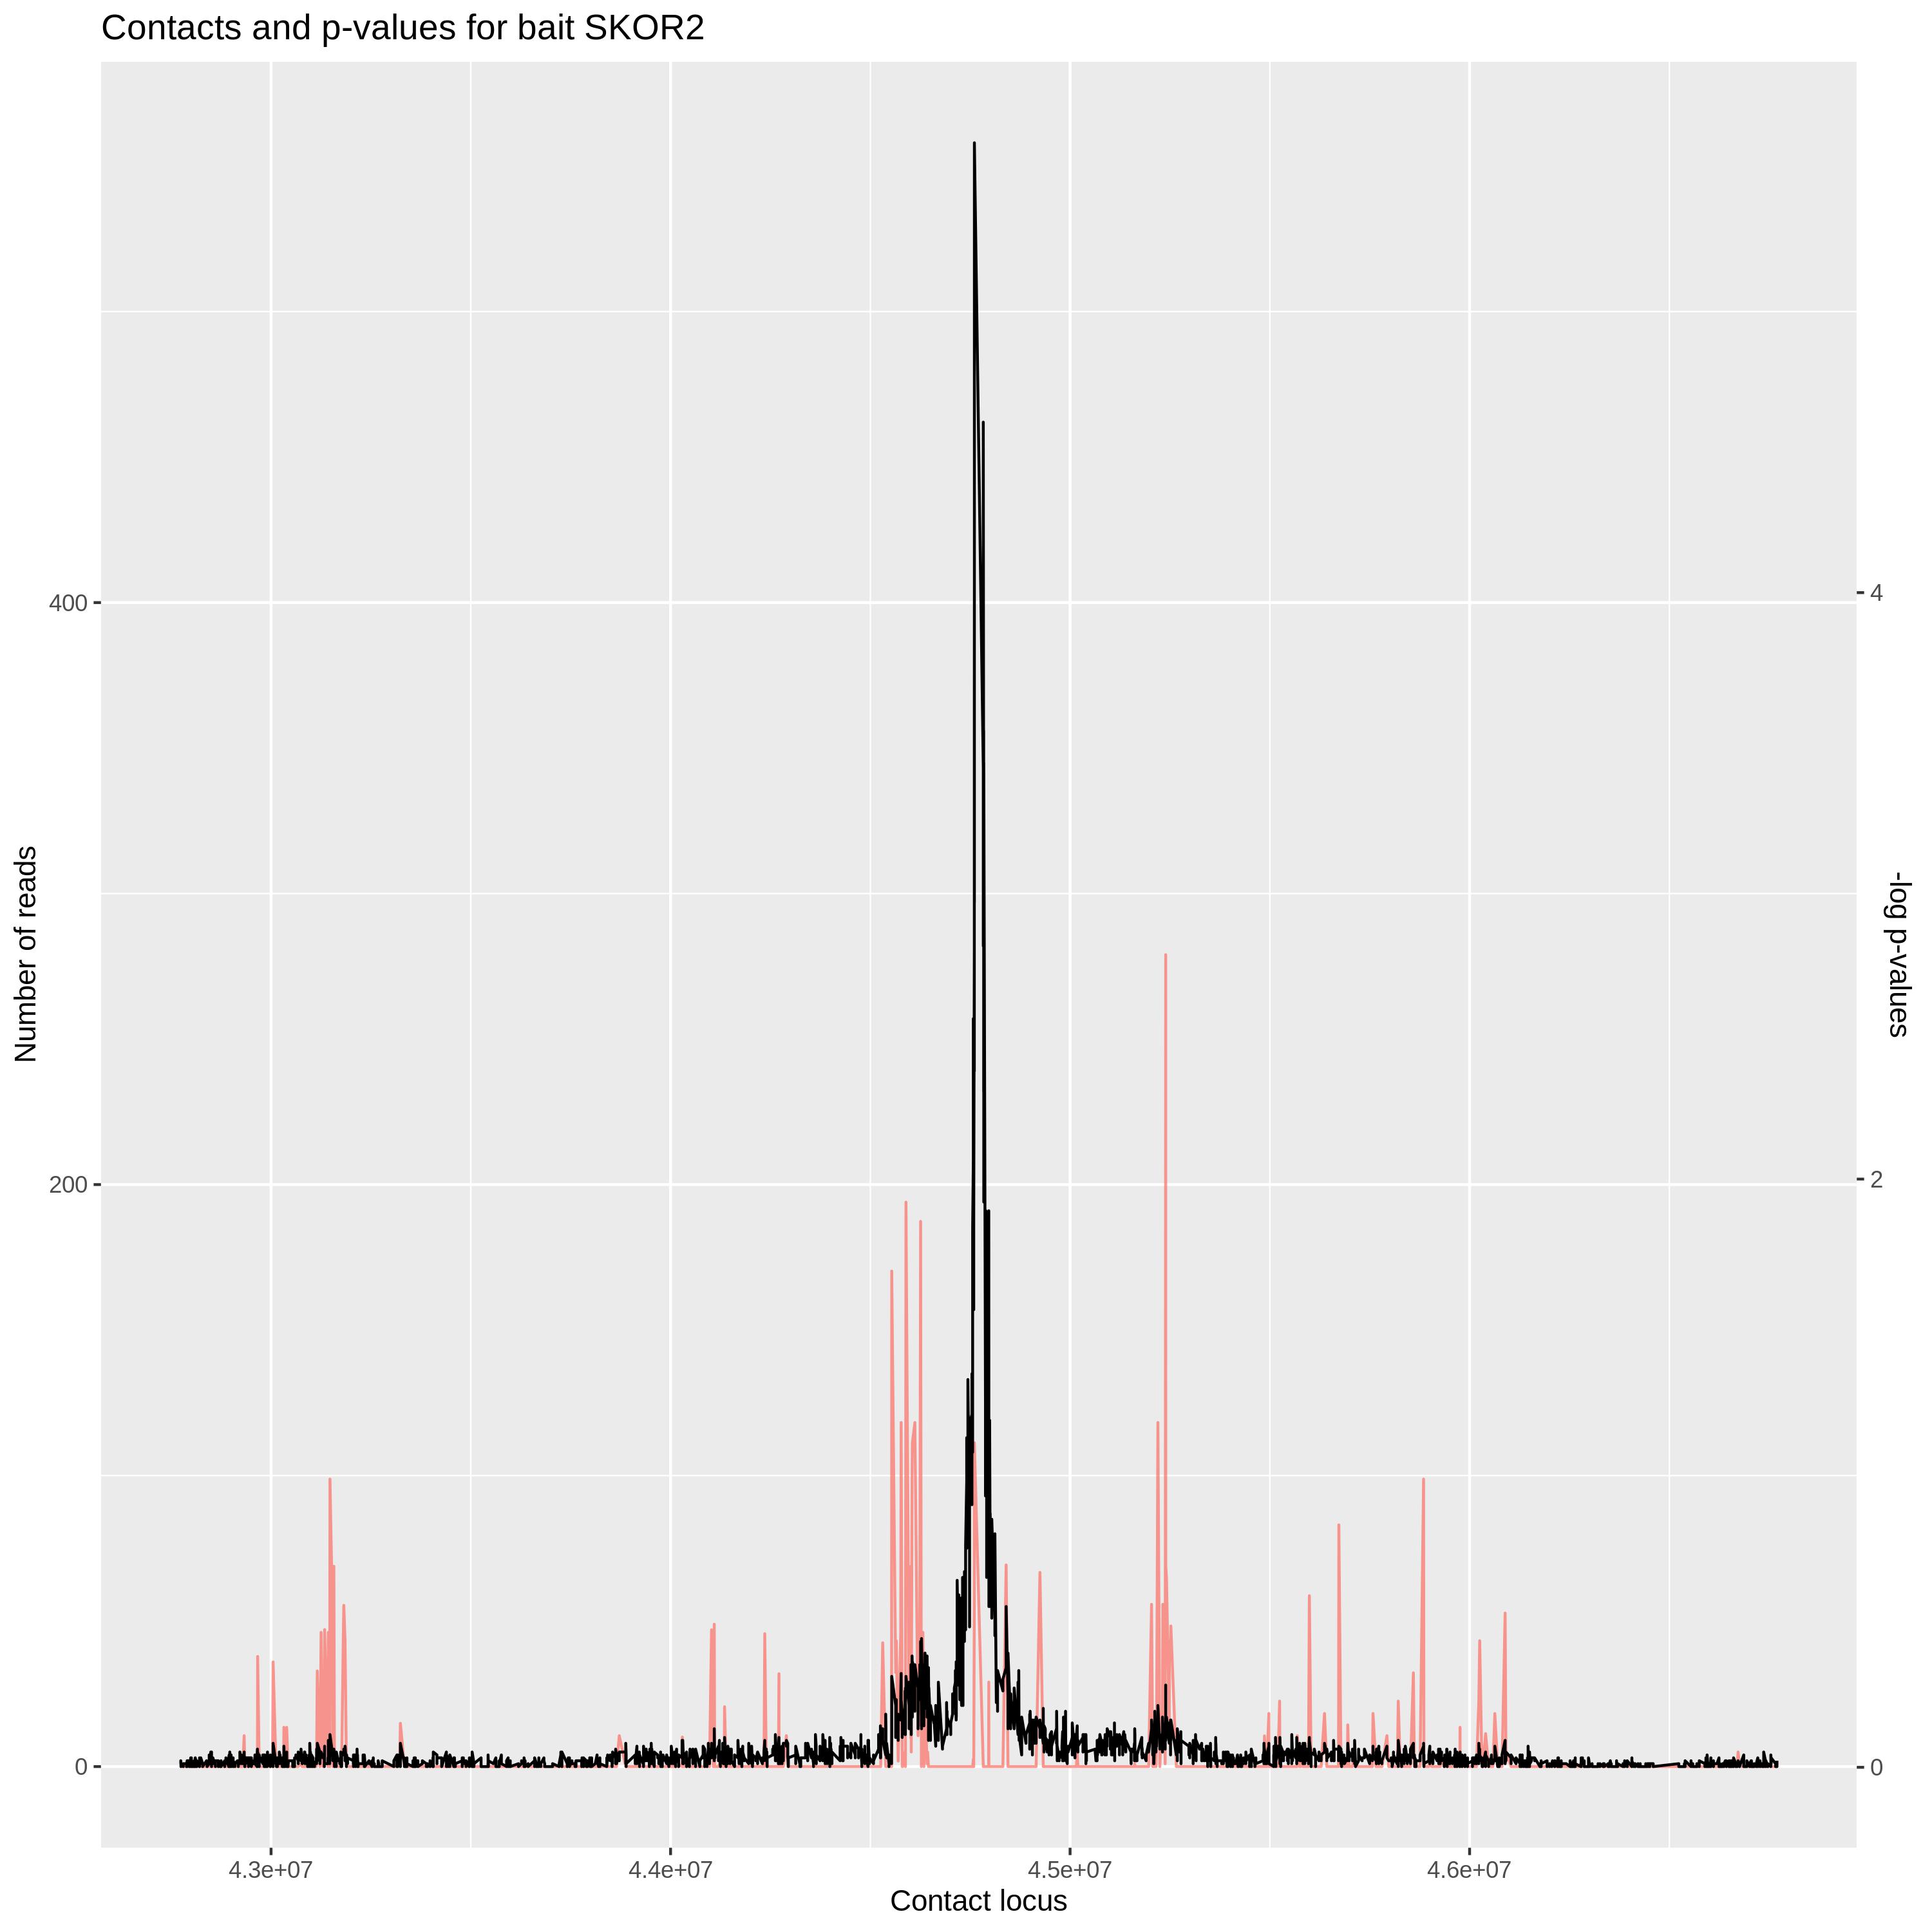 Contacts and p-values for bait SKOR2
Number of reads
400
200
0
4
2
0
-log p-values
4.3e+07
4.4e+07
4.5e+07
4.6e+07
Contact locus